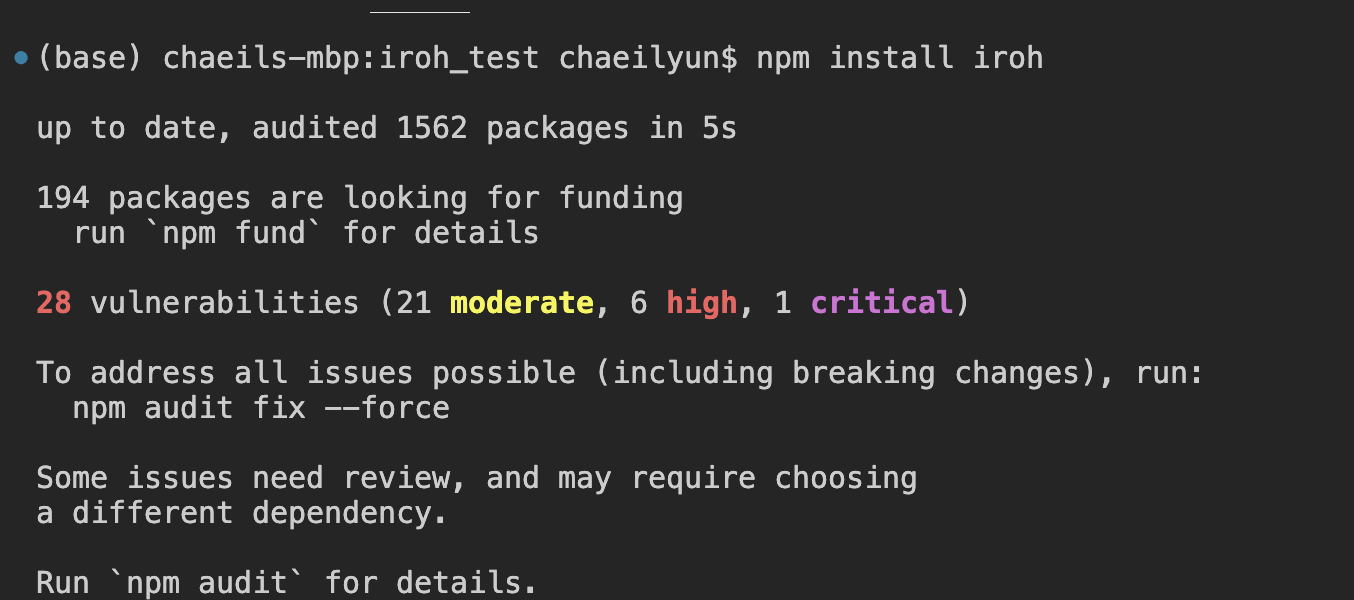 (base) chaeils-mbp:iroh_test chaeilyun$ npm install iroh
up to date, audited 1562 packages in 5s
194 packages are looking for funding
  run `npm fund` for details
28 vulnerabilities (21 moderate, 6 high, 1 critical)
To address all issues possible (including breaking changes), run:
  npm audit fix --force
Some issues need review, and may require choosing
a different dependency.
Run `npm audit` for details.